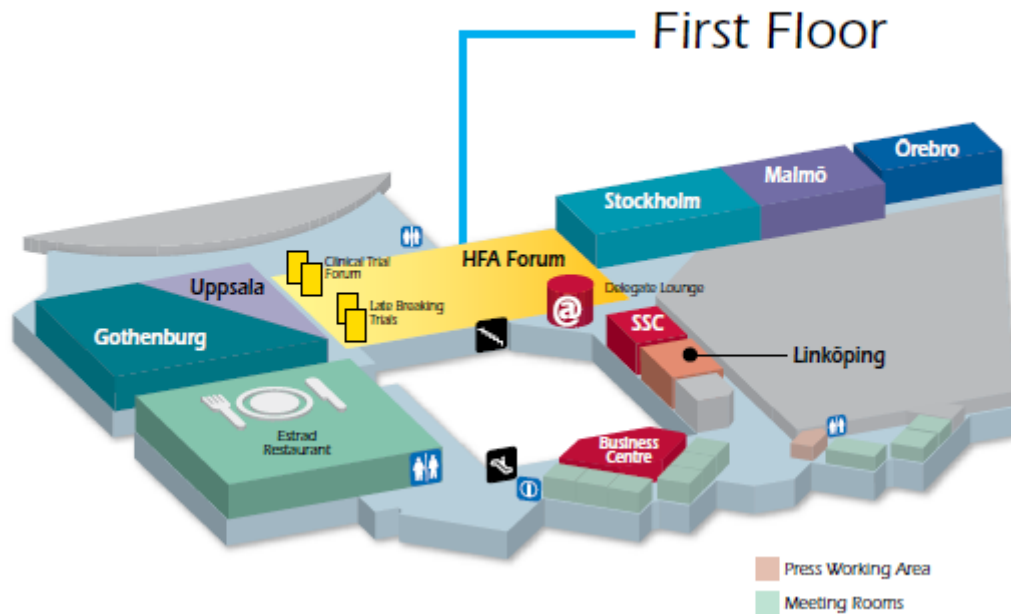 First Floor
Örebro
Malmö
Stockholm
HFA Forum
Clinical Trial
Forum
Uppsala
Late Breaking
Trials
@
Delegate Lounge
SSC
Gothenburg
Linköping
Estrad
Restaurant
Business
Centre
i
Press Working Area
Meeting Rooms